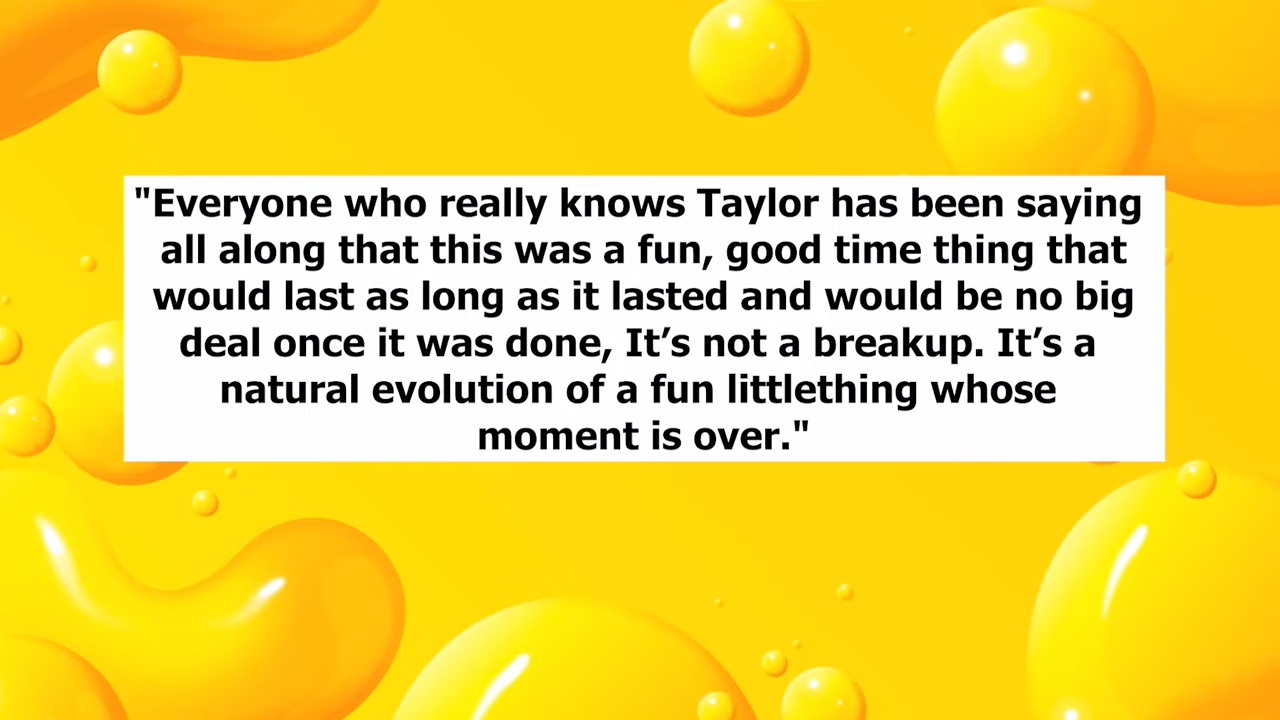 "Everyone who really knows Taylor has been saying
all along that this was a fun, good time thing that
would last as long as it lasted and would be no big
deal once it was done, It’s not a breakup. It’s a
natural evolution of a fun littlething whose
moment is over."